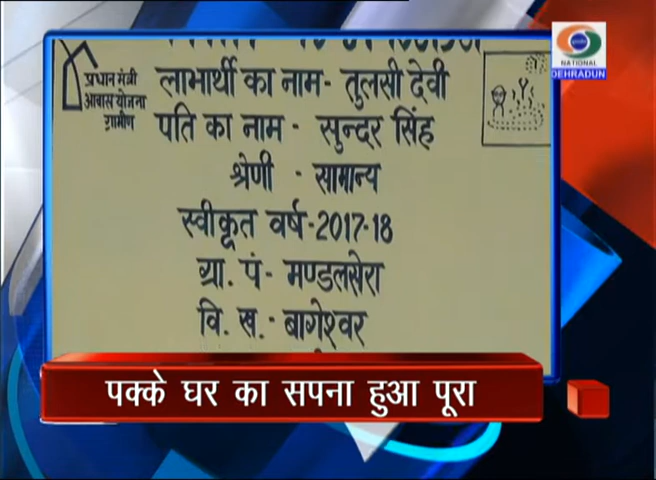 NATIONAL
DEHRADUN
प्रधान मंत्री
आवास योजना
ग्रामीण
लाभार्थी का नाम- तुलसी देवी
पति का नाम - सुन्दर सिंह
श्रेणी - सामान्य
स्वीकृत वर्ष-2017-18
ग्रा. पं- मण्डलसेरा
वि. ख.- बागेश्वर
पक्के घर का सपना हुआ पूरा